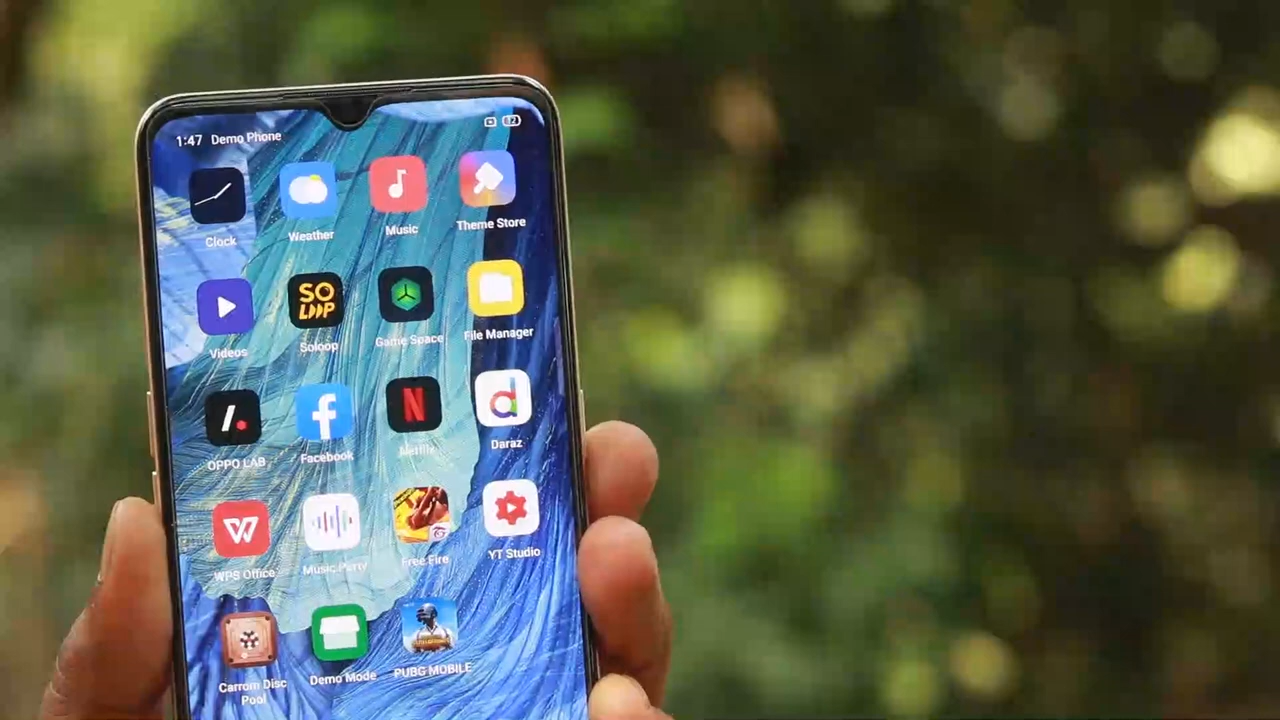 1:47 Demo Phone 82
Clock Weather Music Theme Store
SO
LOOP
Videos Soloop Game Space File Manager
N d
OPPO LAB Facebook Netflix Daraz
W
WPS Office Music Party Free Fire YT Studio
Carrom Disc Pool Demo Mode PUBG MOBILE